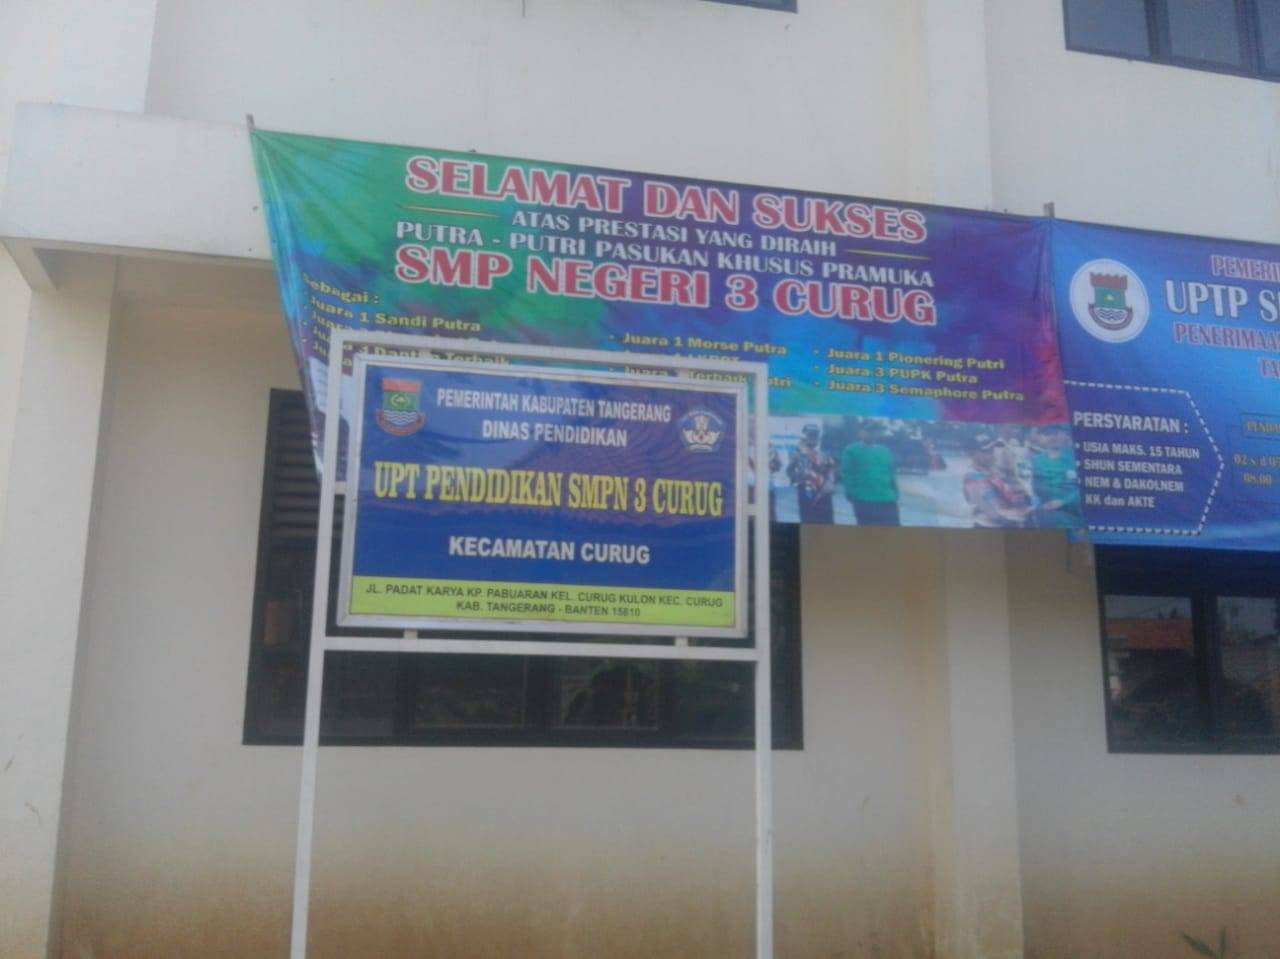 SELAMAT DAN SUKSES
ATAS PRESTASI YANG DIRAIH
PUTRA - PUTRI PASUKAN KHUSUS PRAMUKA
SMP NEGERI 3 CURUG
Sebagai :
Juara 1 Sandi Putra
Terbaik
• Juara 1 Morse Putra
Juara Terbaik
• Juara 1 Pionering Putri
• Juara 3 PUPK Putra
• Juara 3 Semaphore Putra
PEMERINTAH KABUPATEN TANGERANG
DINAS PENDIDIKAN
UPT PENDIDIKAN SMPN 3 CURUG
KECAMATAN CURUG
JL. PADAT KARYA KP. PABUARAN KEL. CURUG KULON KEC. CURUG
KAB. TANGERANG - BANTEN 15810
UPTP
PERSYARATAN :
• USIA MAKS. 15 TAHUN
• SHUN SEMENTARA
• NEM & DAKOLNEM
KK dan AKTE